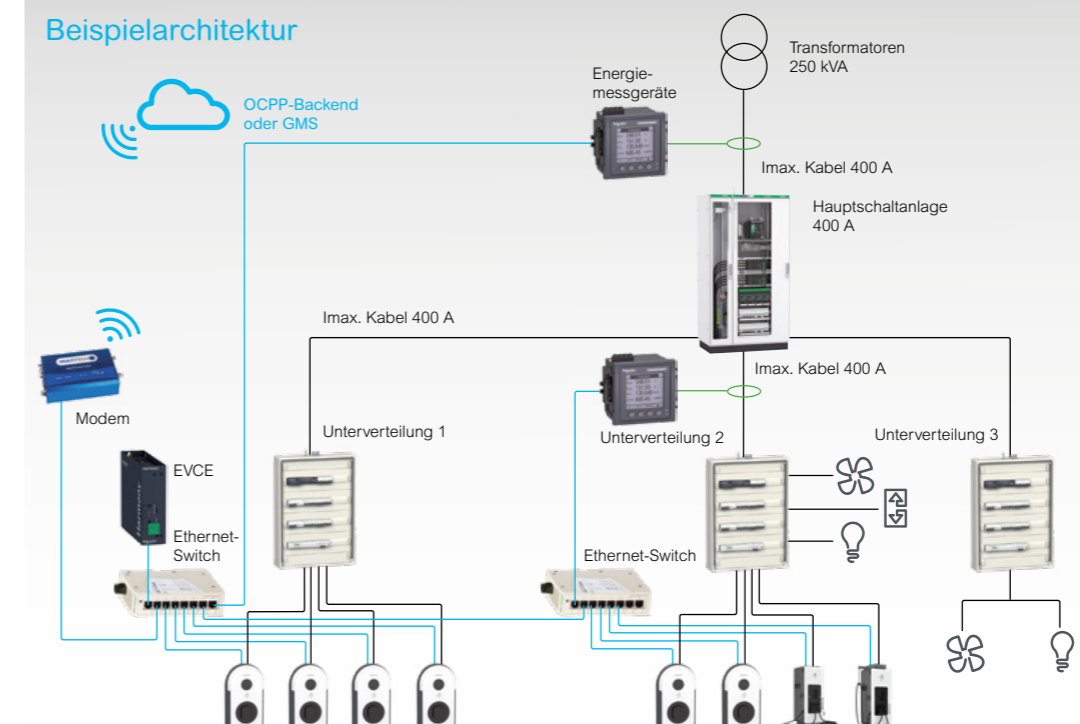 Beispielarchitektur
Transformatoren
250 kVA
Energie-
messgeräte
OCPP-Backend
oder GMS
Imax. Kabel 400 A
Hauptschaltanlage
400 A
Imax. Kabel 400 A
Imax. Kabel 400 A
Modem
Unterverteilung 1
Unterverteilung 2
Unterverteilung 3
EVCE
Harmony
Ethernet-
Switch
Ethernet-Switch